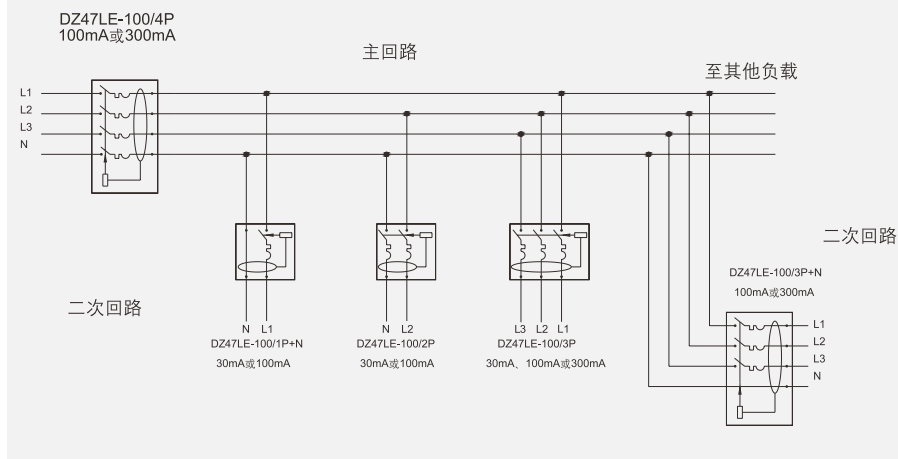 DZ47LE-100/4P
100mA或300mA
主回路
至其他负载
L1
L2
L3
N
二次回路
二次回路
N L1
DZ47LE-100/1P+N
30mA或100mA
N L2
DZ47LE-100/2P
30mA或100mA
L3 L2 L1
DZ47LE-100/3P
30mA、100mA或300mA
DZ47LE-100/3P+N
100mA或300mA
L1
L2
L3
N